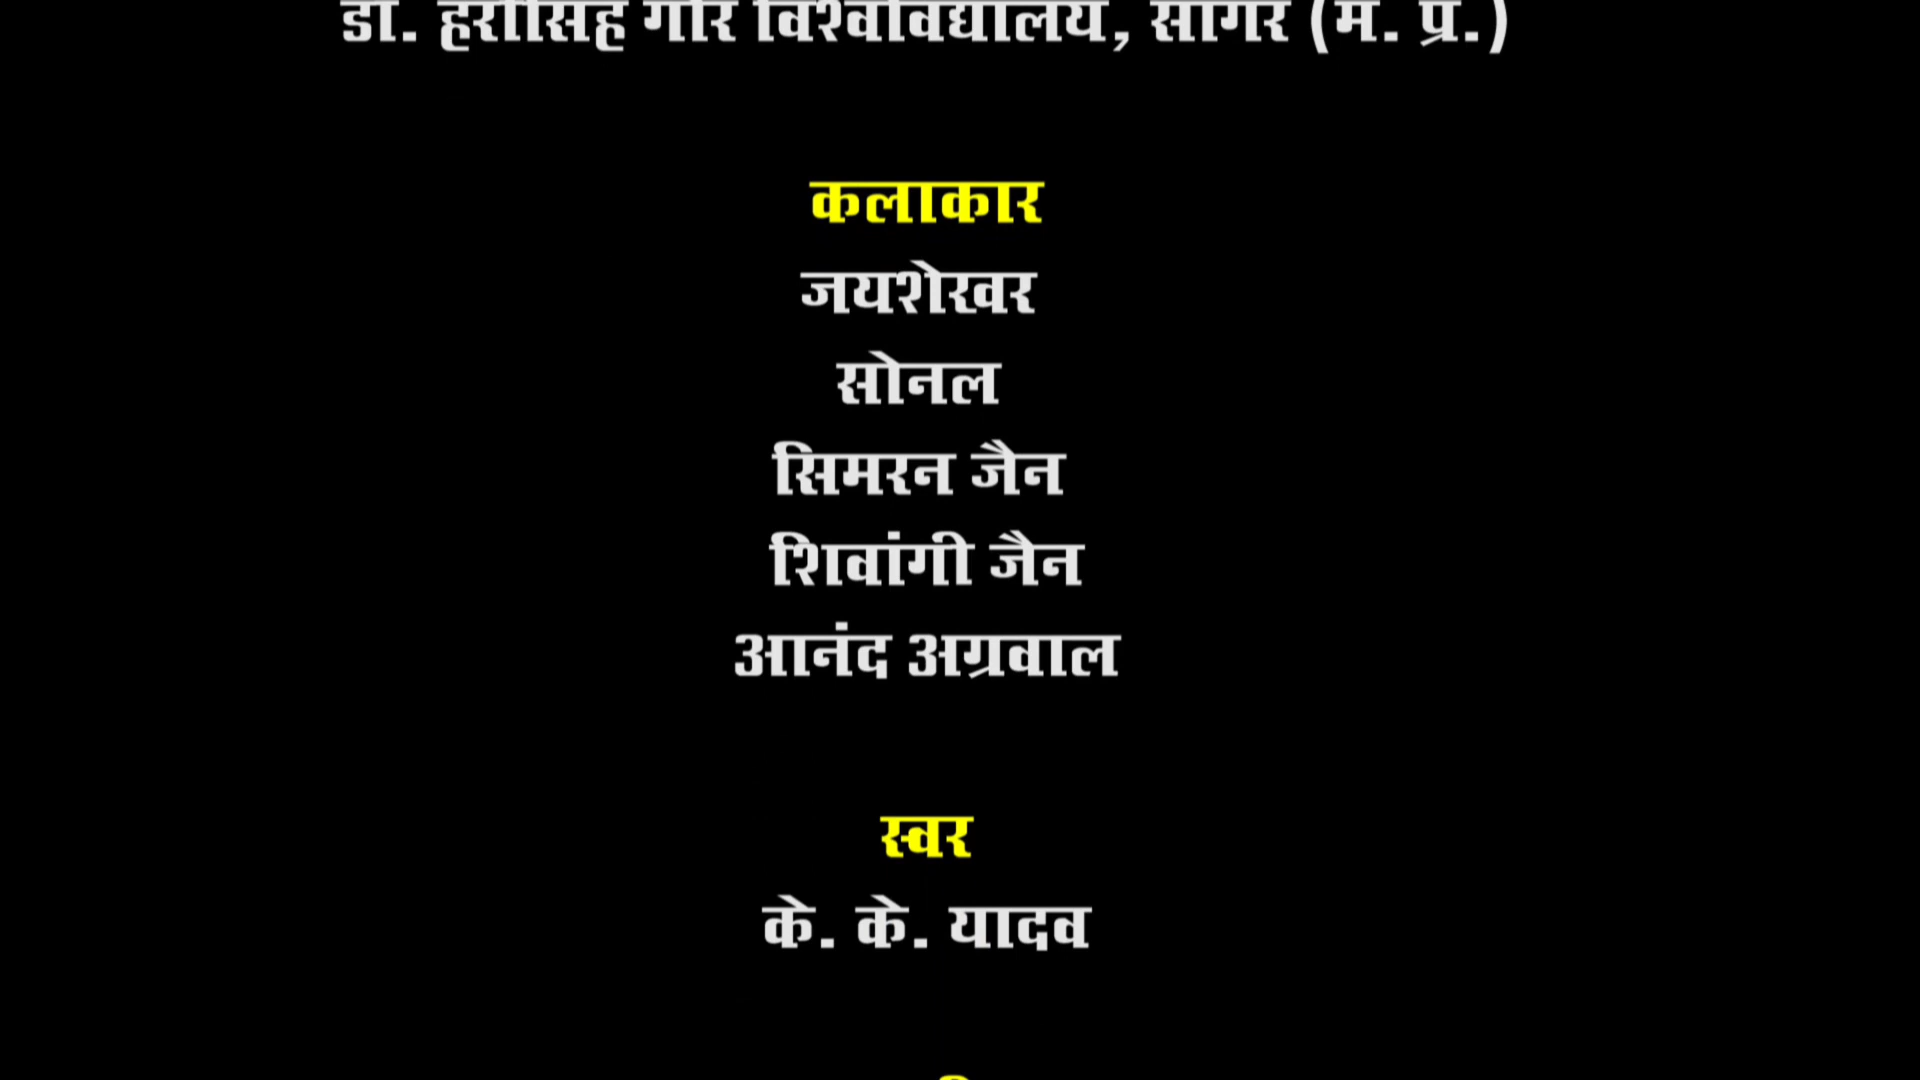 डा. हरीसिंह गौर विश्वविद्यालय, सागर (म. प्र.)
कलाकार
जयशेखर
सोनल
सिमरन जैन
शिवांगी जैन
आनंद अग्रवाल
स्वर
के. के. यादव